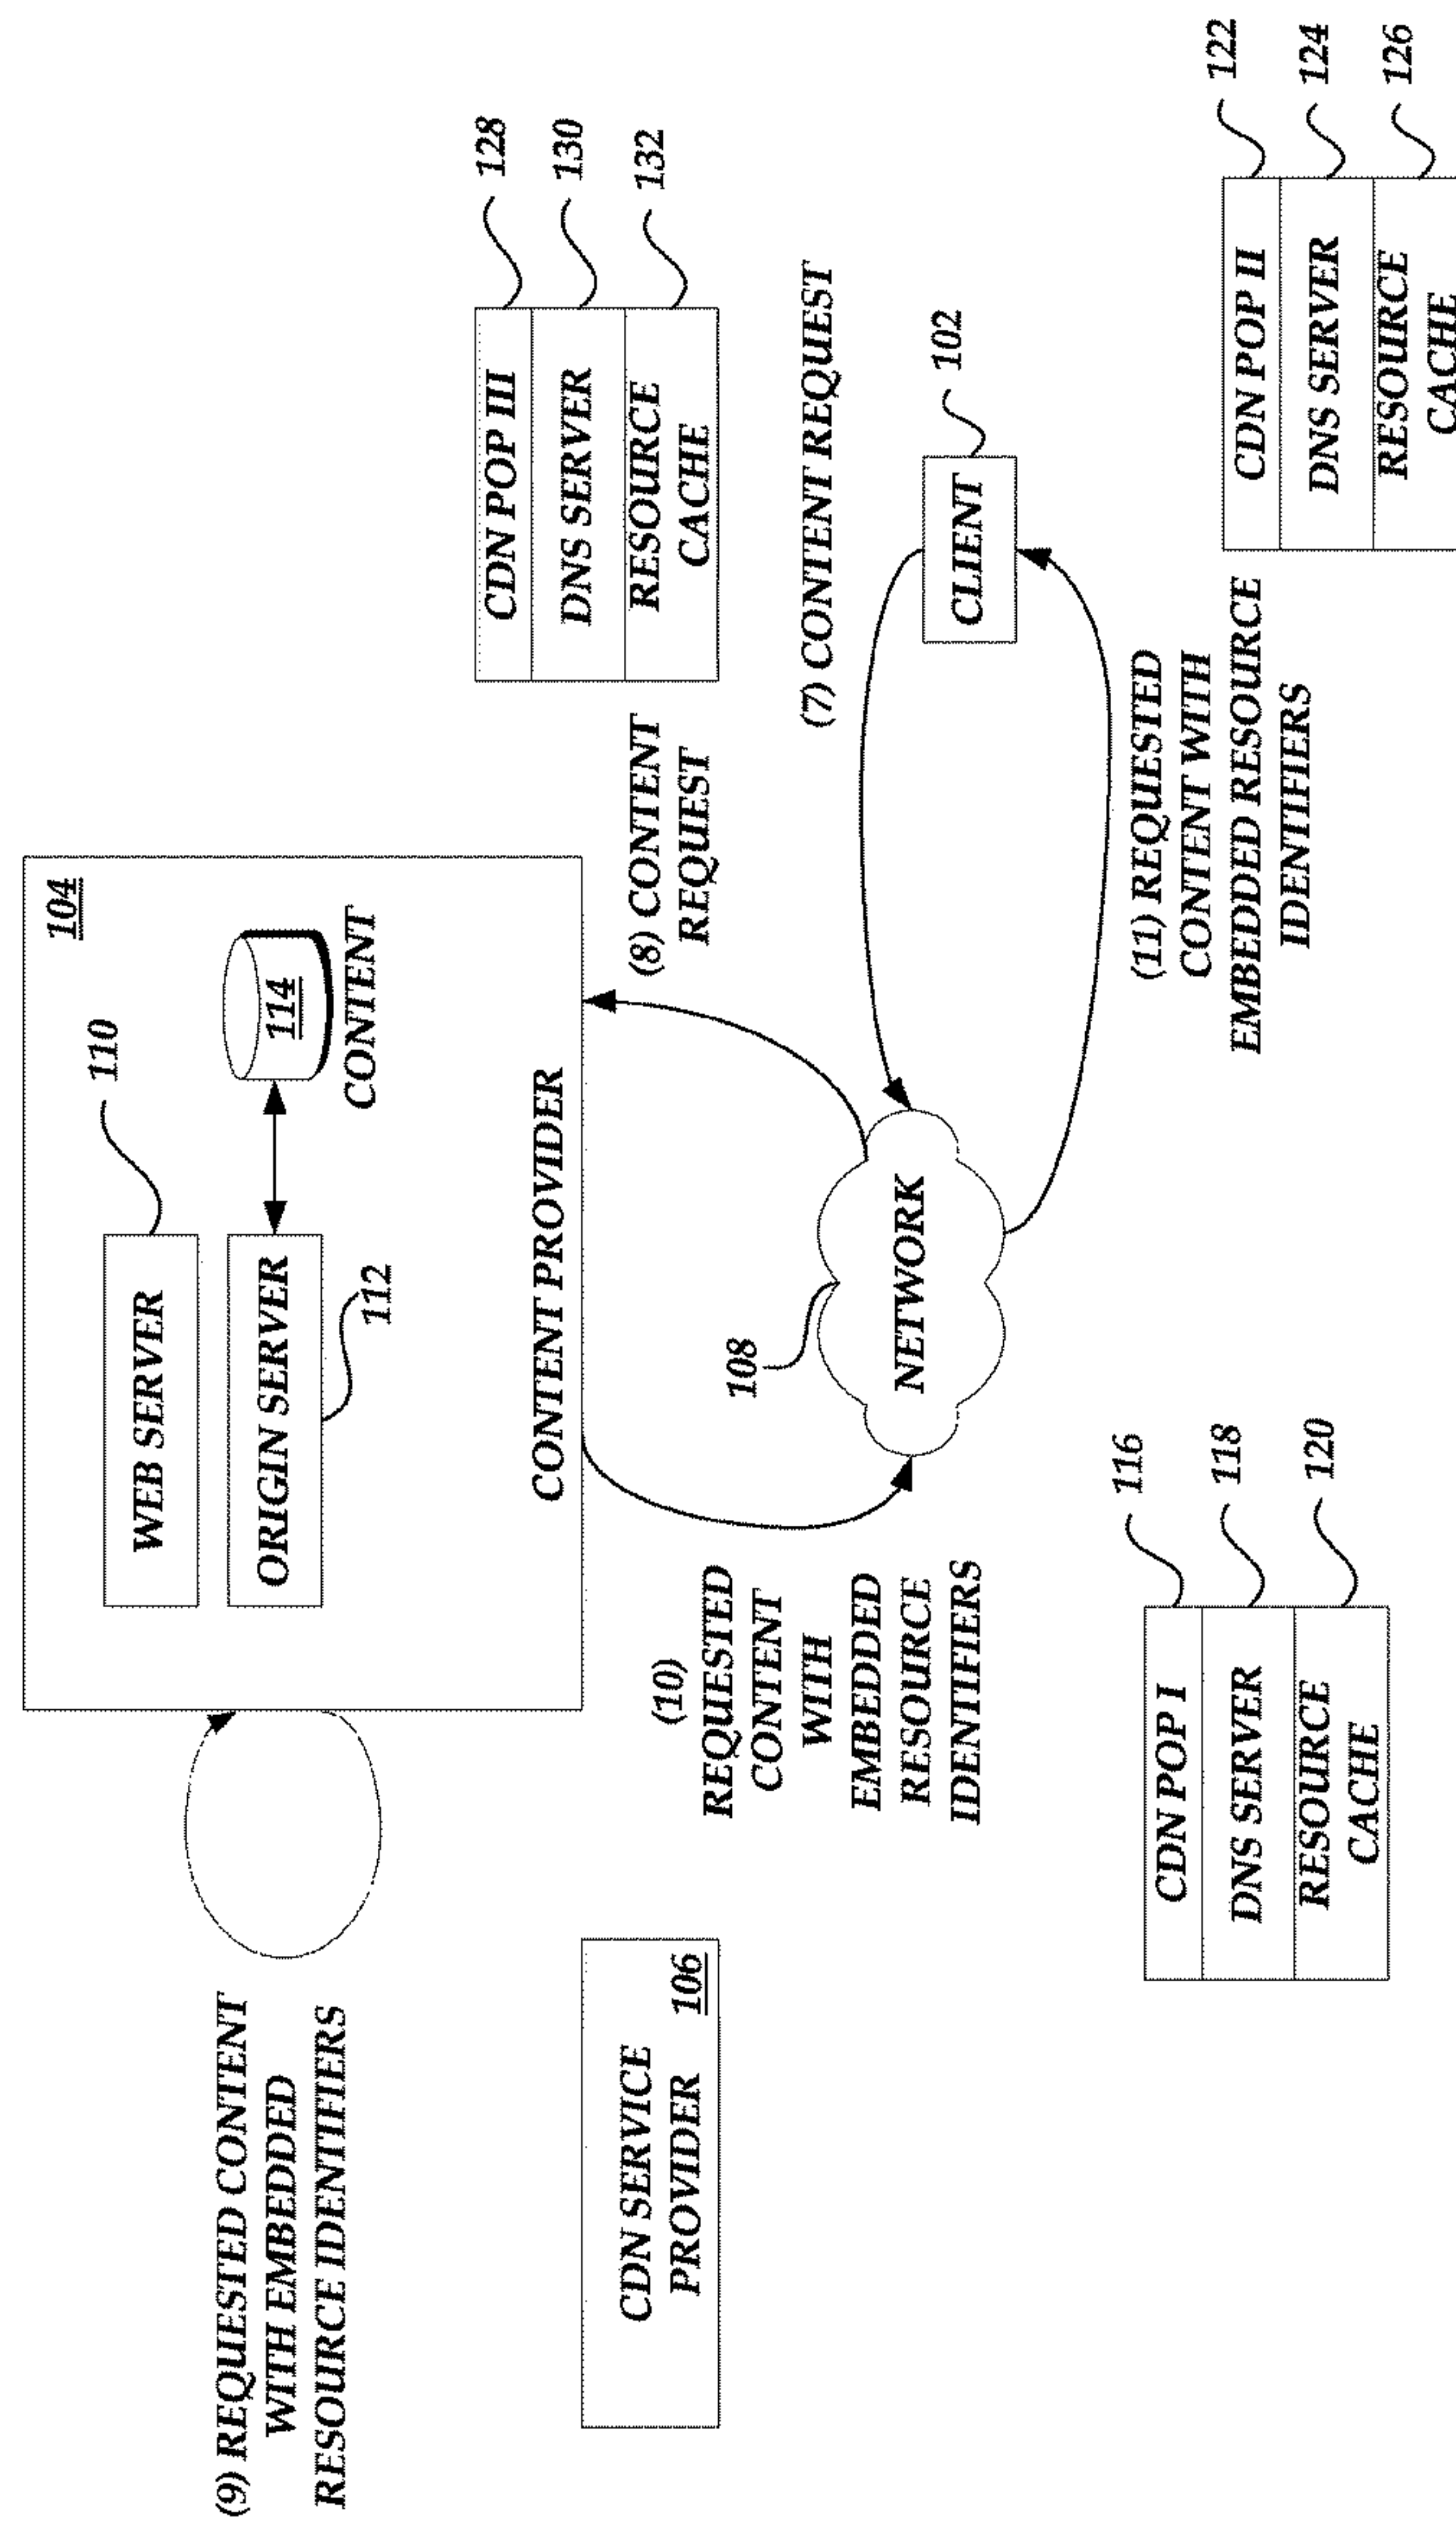 104
WEB SERVER
110
ORIGIN SERVER
112
114
CONTENT
CONTENT PROVIDER
(9) REQUESTED CONTENT
WITH EMBEDDED
RESOURCE IDENTIFIERS
CDN SERVICE
PROVIDER
106
(10)
REQUESTED
CONTENT
WITH
EMBEDDED
RESOURCE
IDENTIFIERS
(8) CONTENT
REQUEST
CDN POP III
DNS SERVER
RESOURCE
CACHE
128
130
132
108
NETWORK
(7) CONTENT REQUEST
CLIENT
102
(11) REQUESTED
CONTENT WITH
EMBEDDED RESOURCE
IDENTIFIERS
CDN POP I
DNS SERVER
RESOURCE
CACHE
116
118
120
CDN POP II
DNS SERVER
RESOURCE
CACHE
122
124
126